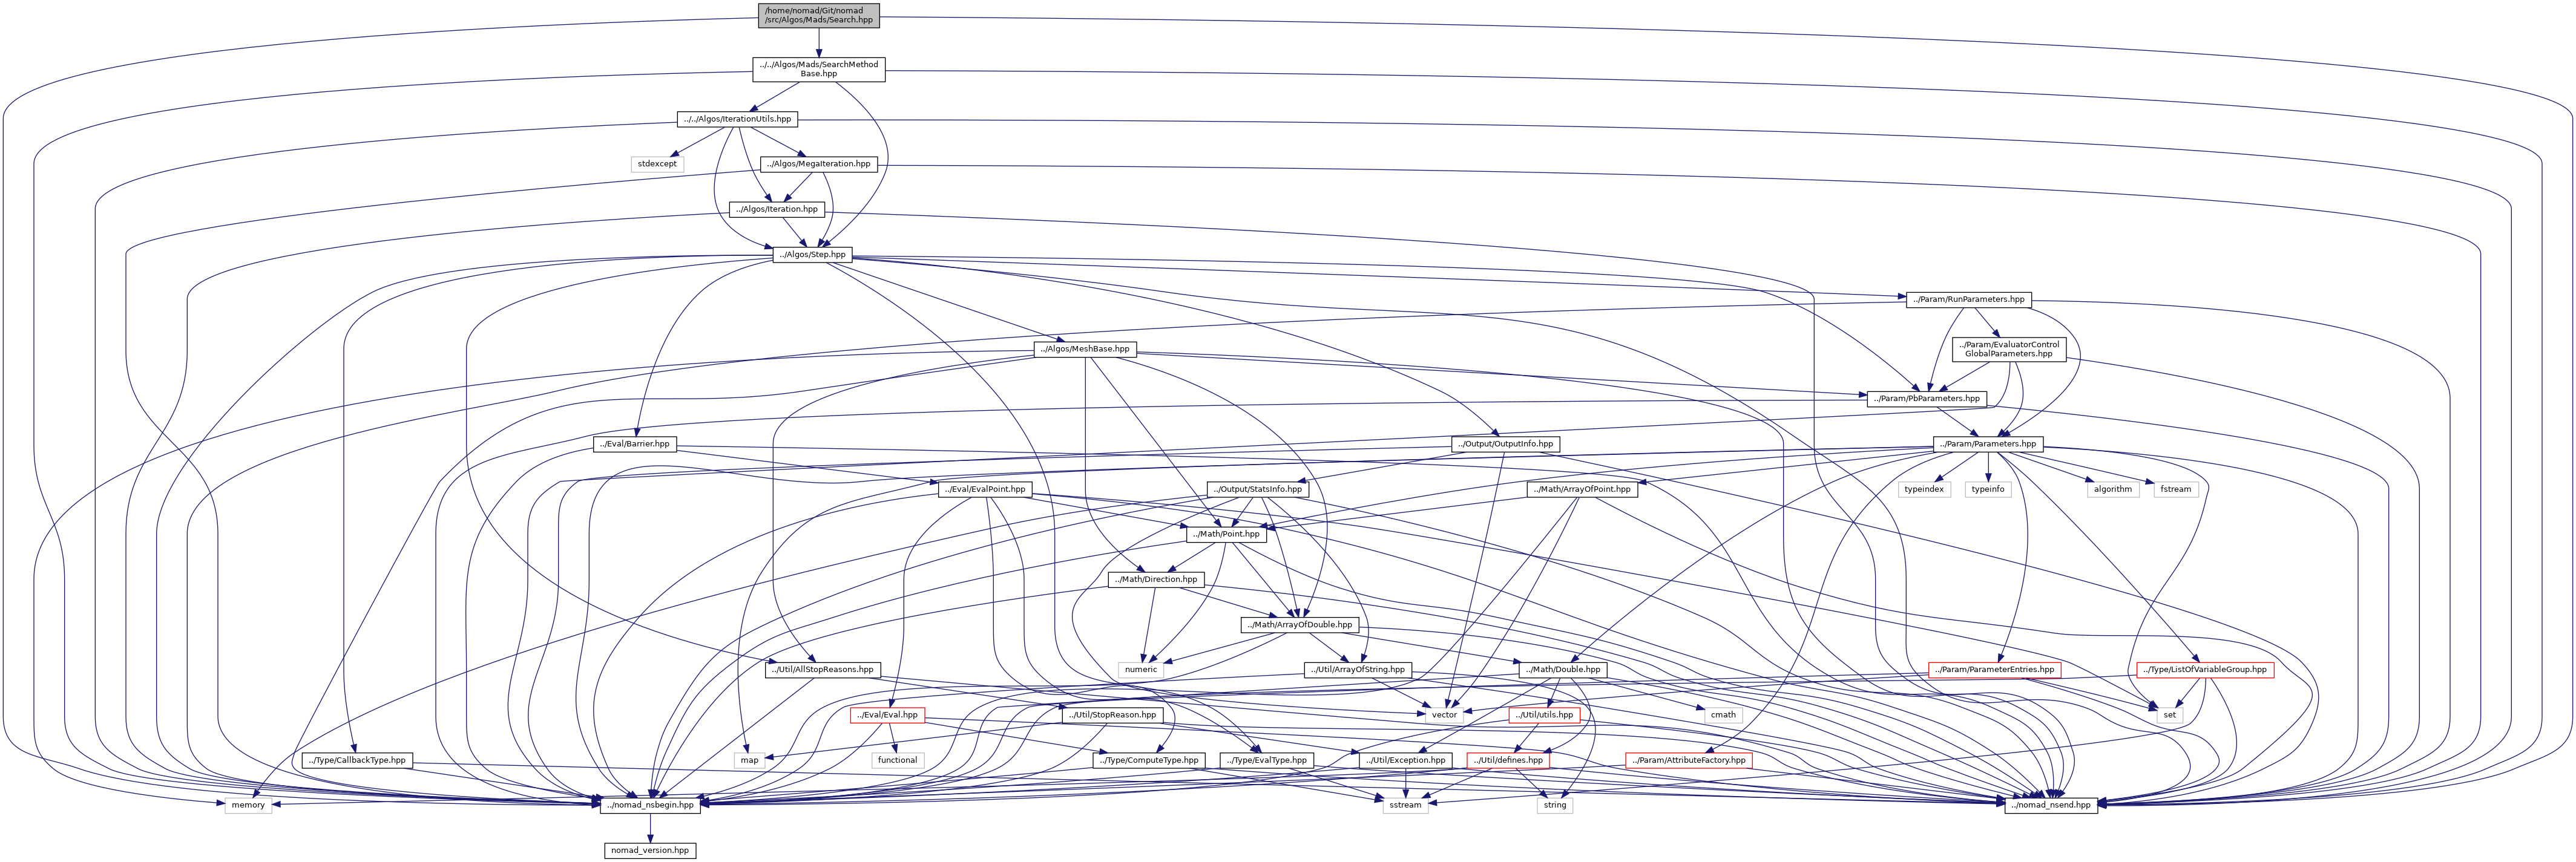 /home/nomad/Git/nomad
/src/Algos/Mads/Search.hpp
../../Algos/Mads/SearchMethod
Base.hpp
../../Algos/IterationUtils.hpp
stdexcept
../Algos/MegaIteration.hpp
../Algos/Iteration.hpp
../Algos/Step.hpp
../Param/RunParameters.hpp
../Algos/MeshBase.hpp
../Param/EvaluatorControl
GlobalParameters.hpp
../Param/PbParameters.hpp
../Eval/Barrier.hpp
../Output/OutputInfo.hpp
../Param/Parameters.hpp
../Eval/EvalPoint.hpp
../Output/StatsInfo.hpp
../Math/ArrayOfPoint.hpp
typeindex
typeinfo
algorithm
fstream
../Math/Point.hpp
../Math/Direction.hpp
../Math/ArrayOfDouble.hpp
../Util/AllStopReasons.hpp
numeric
../Util/ArrayOfString.hpp
../Math/Double.hpp
../Param/ParameterEntries.hpp
../Type/ListOfVariableGroup.hpp
../Eval/Eval.hpp
../Util/StopReason.hpp
vector
../Util/utils.hpp
cmath
set
../Type/CallbackType.hpp
map
functional
../Type/ComputeType.hpp
../Type/EvalType.hpp
../Util/Exception.hpp
../Util/defines.hpp
../Param/AttributeFactory.hpp
memory
../nomad_nsbegin.hpp
sstream
string
../nomad_nsend.hpp
nomad_version.hpp